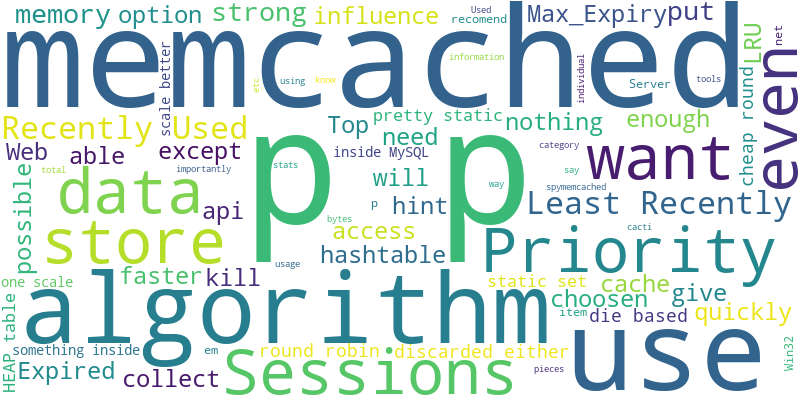 memory option strong influence Used recomend Max_Expiry put
memcached
scale better etc using know information individual tools Server LRU cheap round even net
Recently Used Top pretty static nothing enough
Web able except need inside MySQL category want
possible data api p p will say way spymemcached
total importantly stats hint Least Recently
store access bytes p
hashtable Priority cacti
one scale faster kill usage static set cache give
algorithm choosen quickly
HEAP table item die based use
something inside em round robin discarded either Win32
Expired collect Sessions pieces